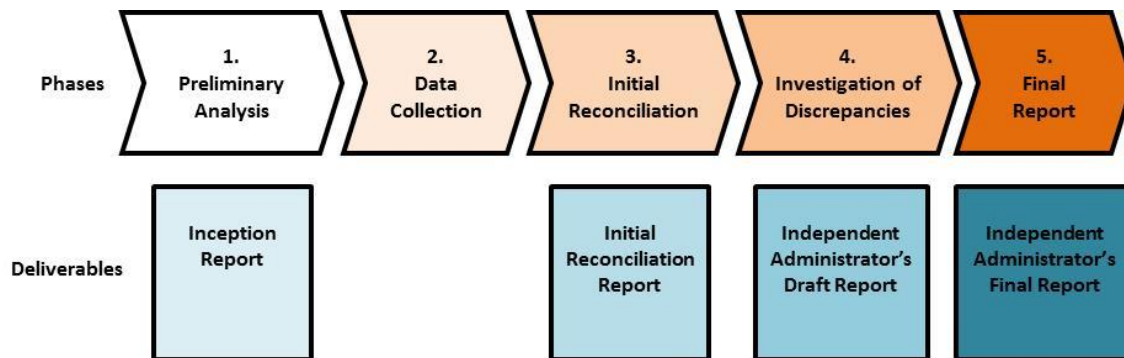 Phases
1.
Preliminary
Analysis
2.
Data
Collection
3.
Initial
Reconciliation
4.
Investigation of
Discrepancies
5.
Final
Report
Deliverables
Inception
Report
Initial
Reconciliation
Report
Independent
Administrator’s
Draft Report
Independent
Administrator’s
Final Report